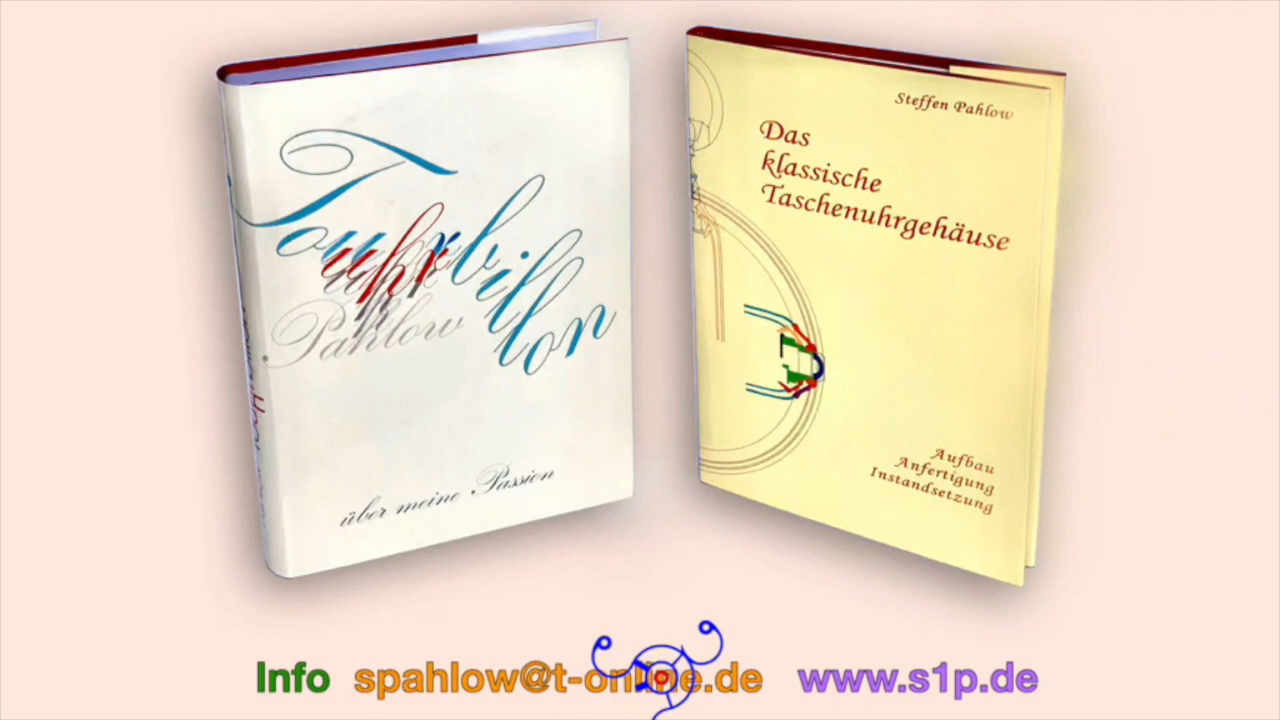 Tourbillon
uhr
Pahlow
über meine Passion
Steffen Pahlow
Das
klassische
Taschenuhrgehäuse
Aufbau
Anfertigung
Instandsetzung
Info spahlow@t-online.de www.s1p.de